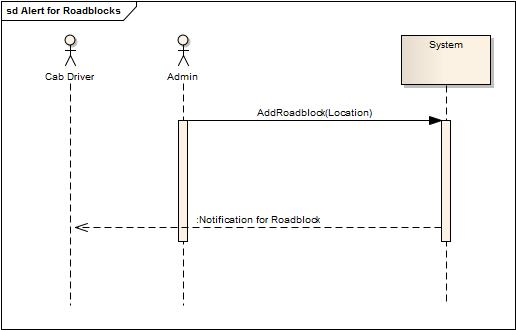 sd Alert for Roadblocks
Cab Driver
Admin
System
AddRoadblock(Location)
:Notification for Roadblock